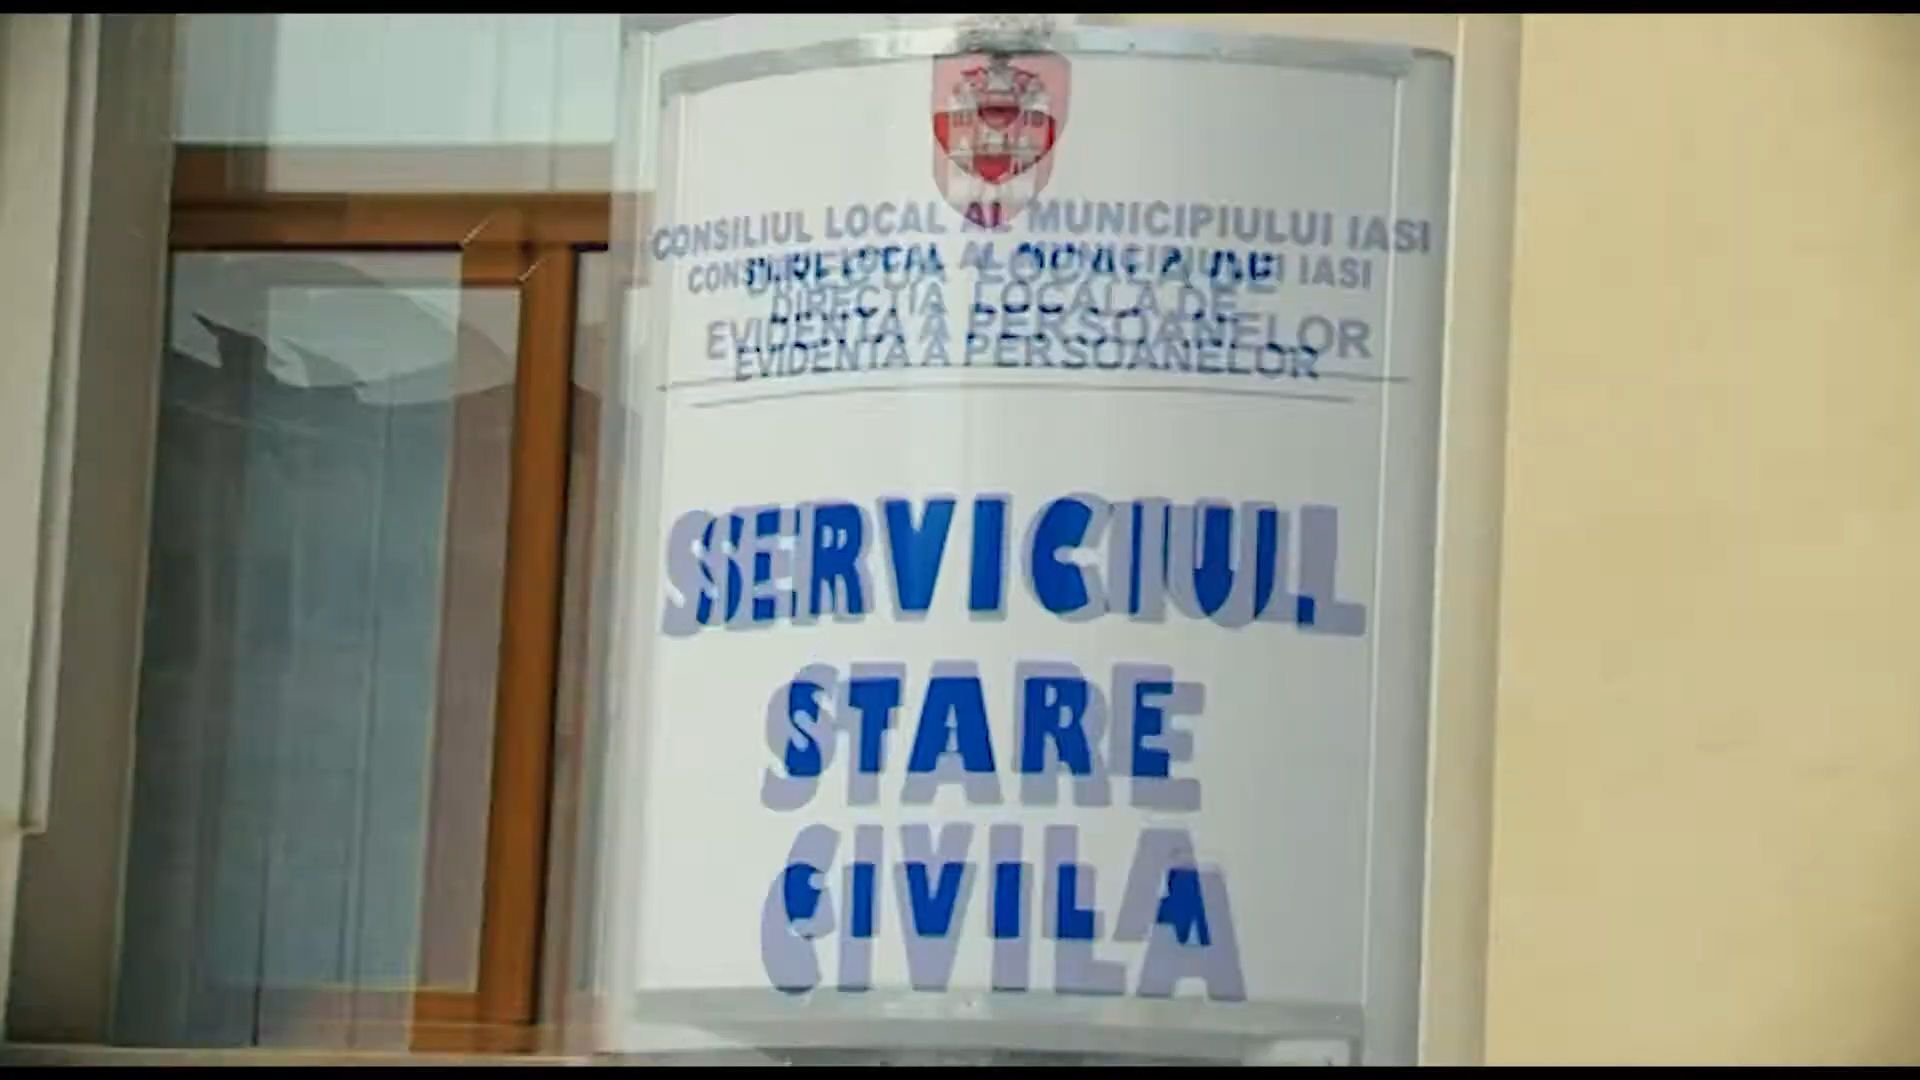 CONSILIUL LOCAL AL MUNICIPIULUI IASI
DIRECTIA LOCALA DE
EVIDENTA A PERSOANELOR
SERVICIUL
STARE
CIVILA